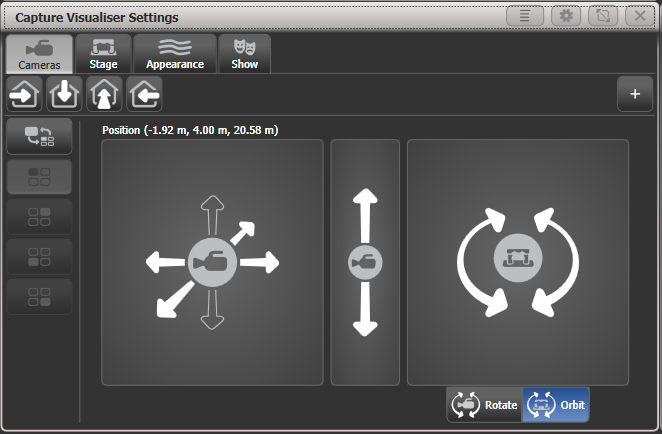 Capture Visualiser Settings
Cameras
Stage
Appearance
Show
+
Position (-1.92 m, 4.00 m, 20.58 m)
Rotate
Orbit